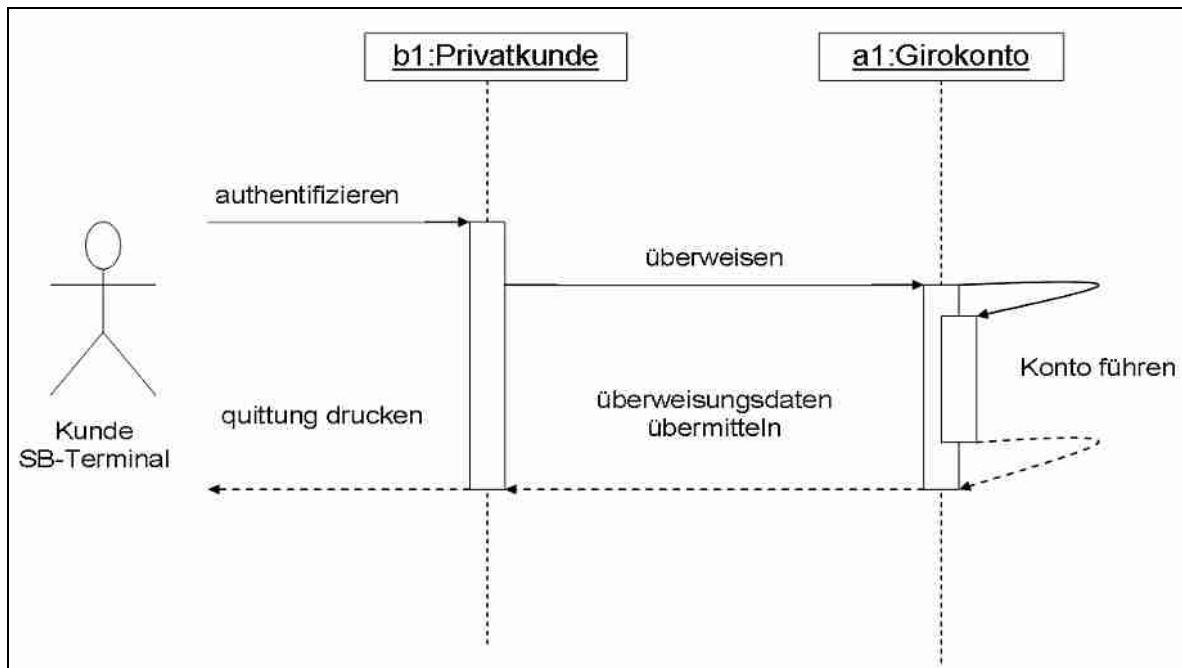 b1:Privatkunde
a1:Girokonto
authentifizieren
überweisen
Konto führen
quittung drucken
überweisungsdaten
übermitteln
Kunde
SB-Terminal